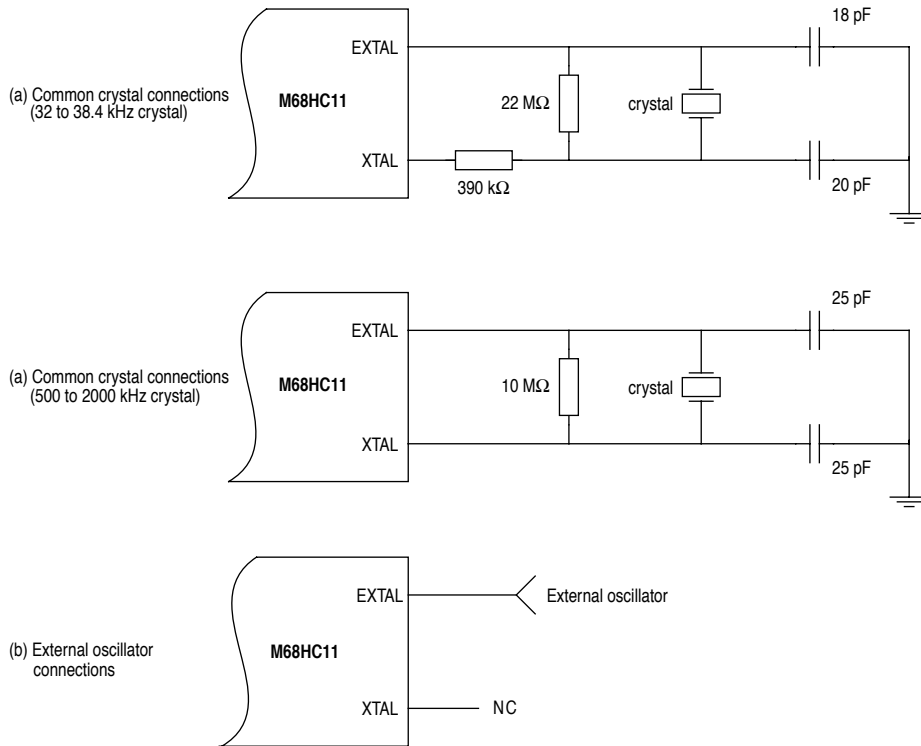 18 pF
EXTAL
(a) Common crystal connections
(32 to 38.4 kHz crystal)
M68HC11
22 MΩ
crystal
XTAL
390 kΩ
20 pF
25 pF
EXTAL
(a) Common crystal connections
(500 to 2000 kHz crystal)
M68HC11
10 MΩ
crystal
XTAL
25 pF
EXTAL
External oscillator
(b) External oscillator
connections
M68HC11
XTAL
NC